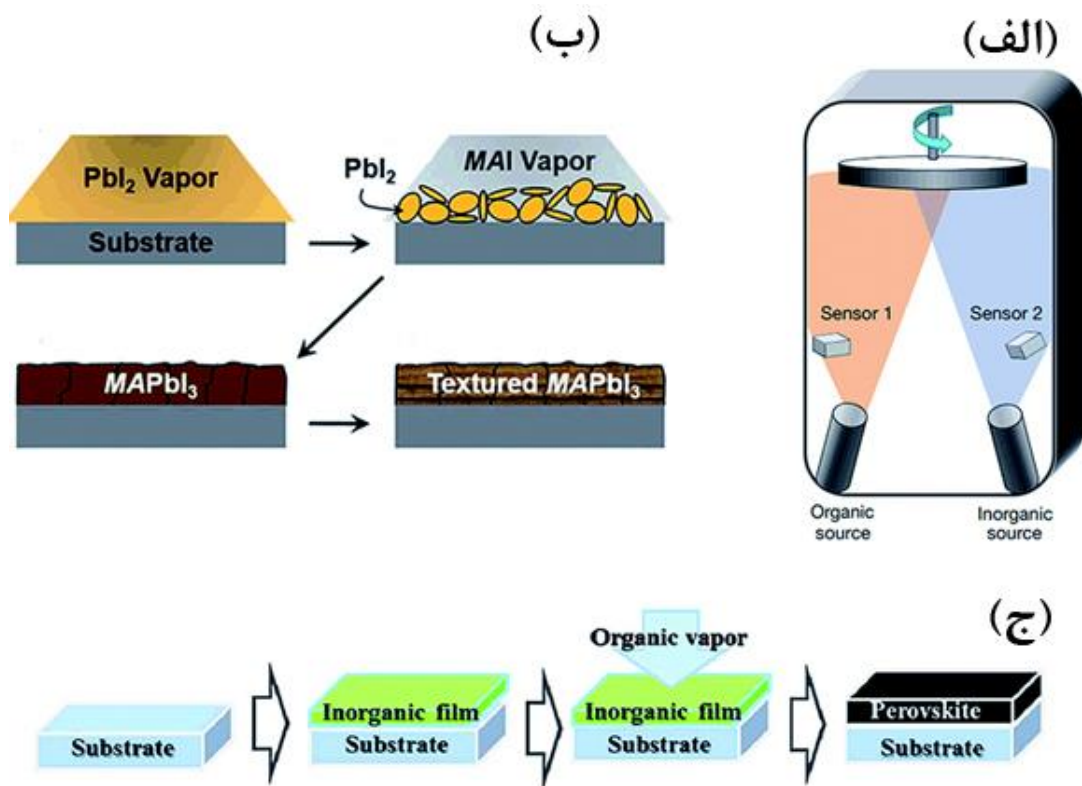 (الف)
Sensor 1
Sensor 2
Organic
source
Inorganic
source
(ب)
PbI₂ Vapor
Substrate
PbI₂
MAI Vapor
MAPbI₃
Textured MAPbI₃
(ج)
Substrate
Inorganic film
Substrate
Organic vapor
Inorganic film
Substrate
Perovskite
Substrate